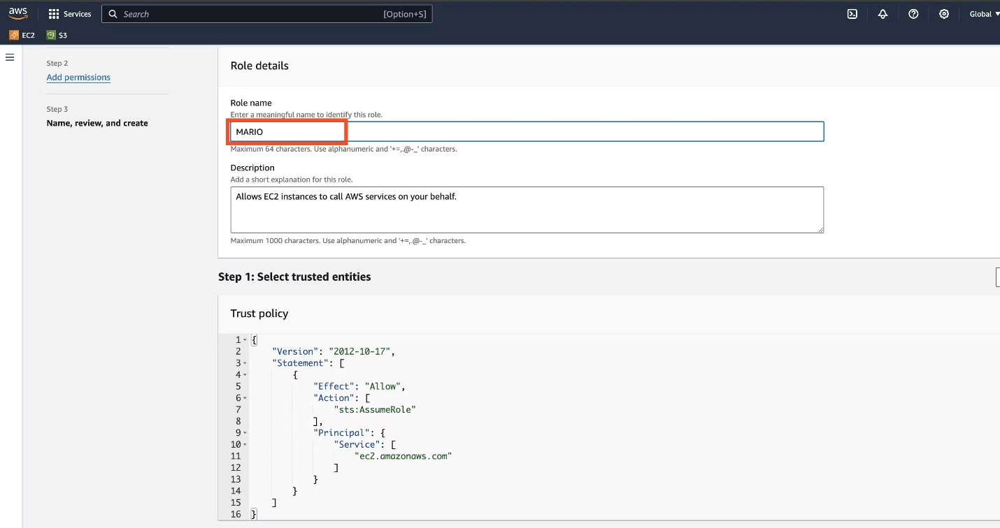 aws
Services
Search
[Option+S]
Global
EC2
S3
Step 2
Add permissions
Step 3
Name, review, and create
Role details
Role name
Enter a meaningful name to identify this role.
MARIO
Maximum 64 characters. Use alphanumeric and '+=,.@-_' characters.
Description
Add a short explanation for this role.
Allows EC2 instances to call AWS services on your behalf.
Maximum 1000 characters. Use alphanumeric and '+=,.@-_' characters.
Step 1: Select trusted entities
Trust policy
1 {
2 "Version": "2012-10-17",
3 "Statement": [
4 {
5 "Effect": "Allow",
6 "Action": [
7 "sts:AssumeRole"
8 ],
9 "Principal": {
10 "Service": [
11 "ec2.amazonaws.com"
12 ]
13 }
14 }
15 ]
16 }